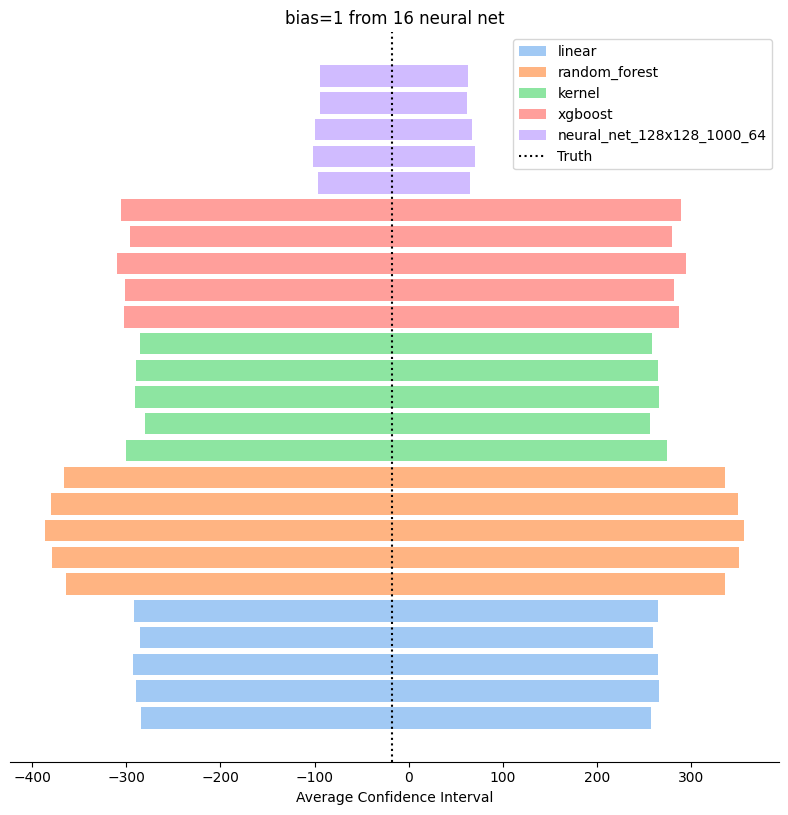 bias=1 from 16 neural net
linear
random_forest
kernel
xgboost
neural_net_128x128_1000_64
Truth
−400 −300 −200 −100 0 100 200 300
Average Confidence Interval